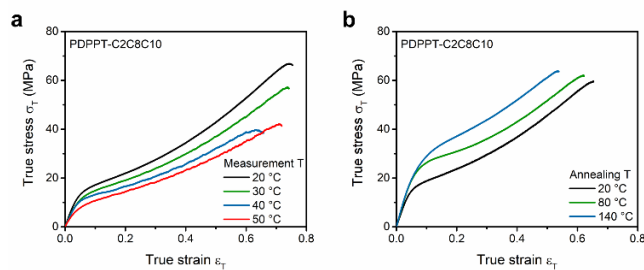 a
PDPPT-C2C8C10
True stress σT (MPa)
80
60
40
20
0
Measurement T
20 °C
30 °C
40 °C
50 °C
0.0 0.2 0.4 0.6 0.8
True strain εT
b
PDPPT-C2C8C10
True stress σT (MPa)
80
60
40
20
0
Annealing T
20 °C
80 °C
140 °C
0.0 0.2 0.4 0.6 0.8
True strain εT